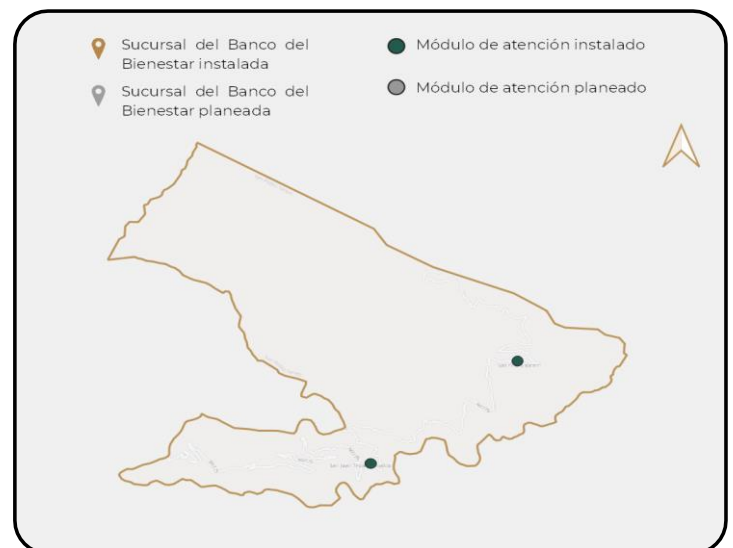 Sucursal del Banco del
Bienestar instalada
Sucursal del Banco del
Bienestar planeada
Módulo de atención instalado
Módulo de atención planeado